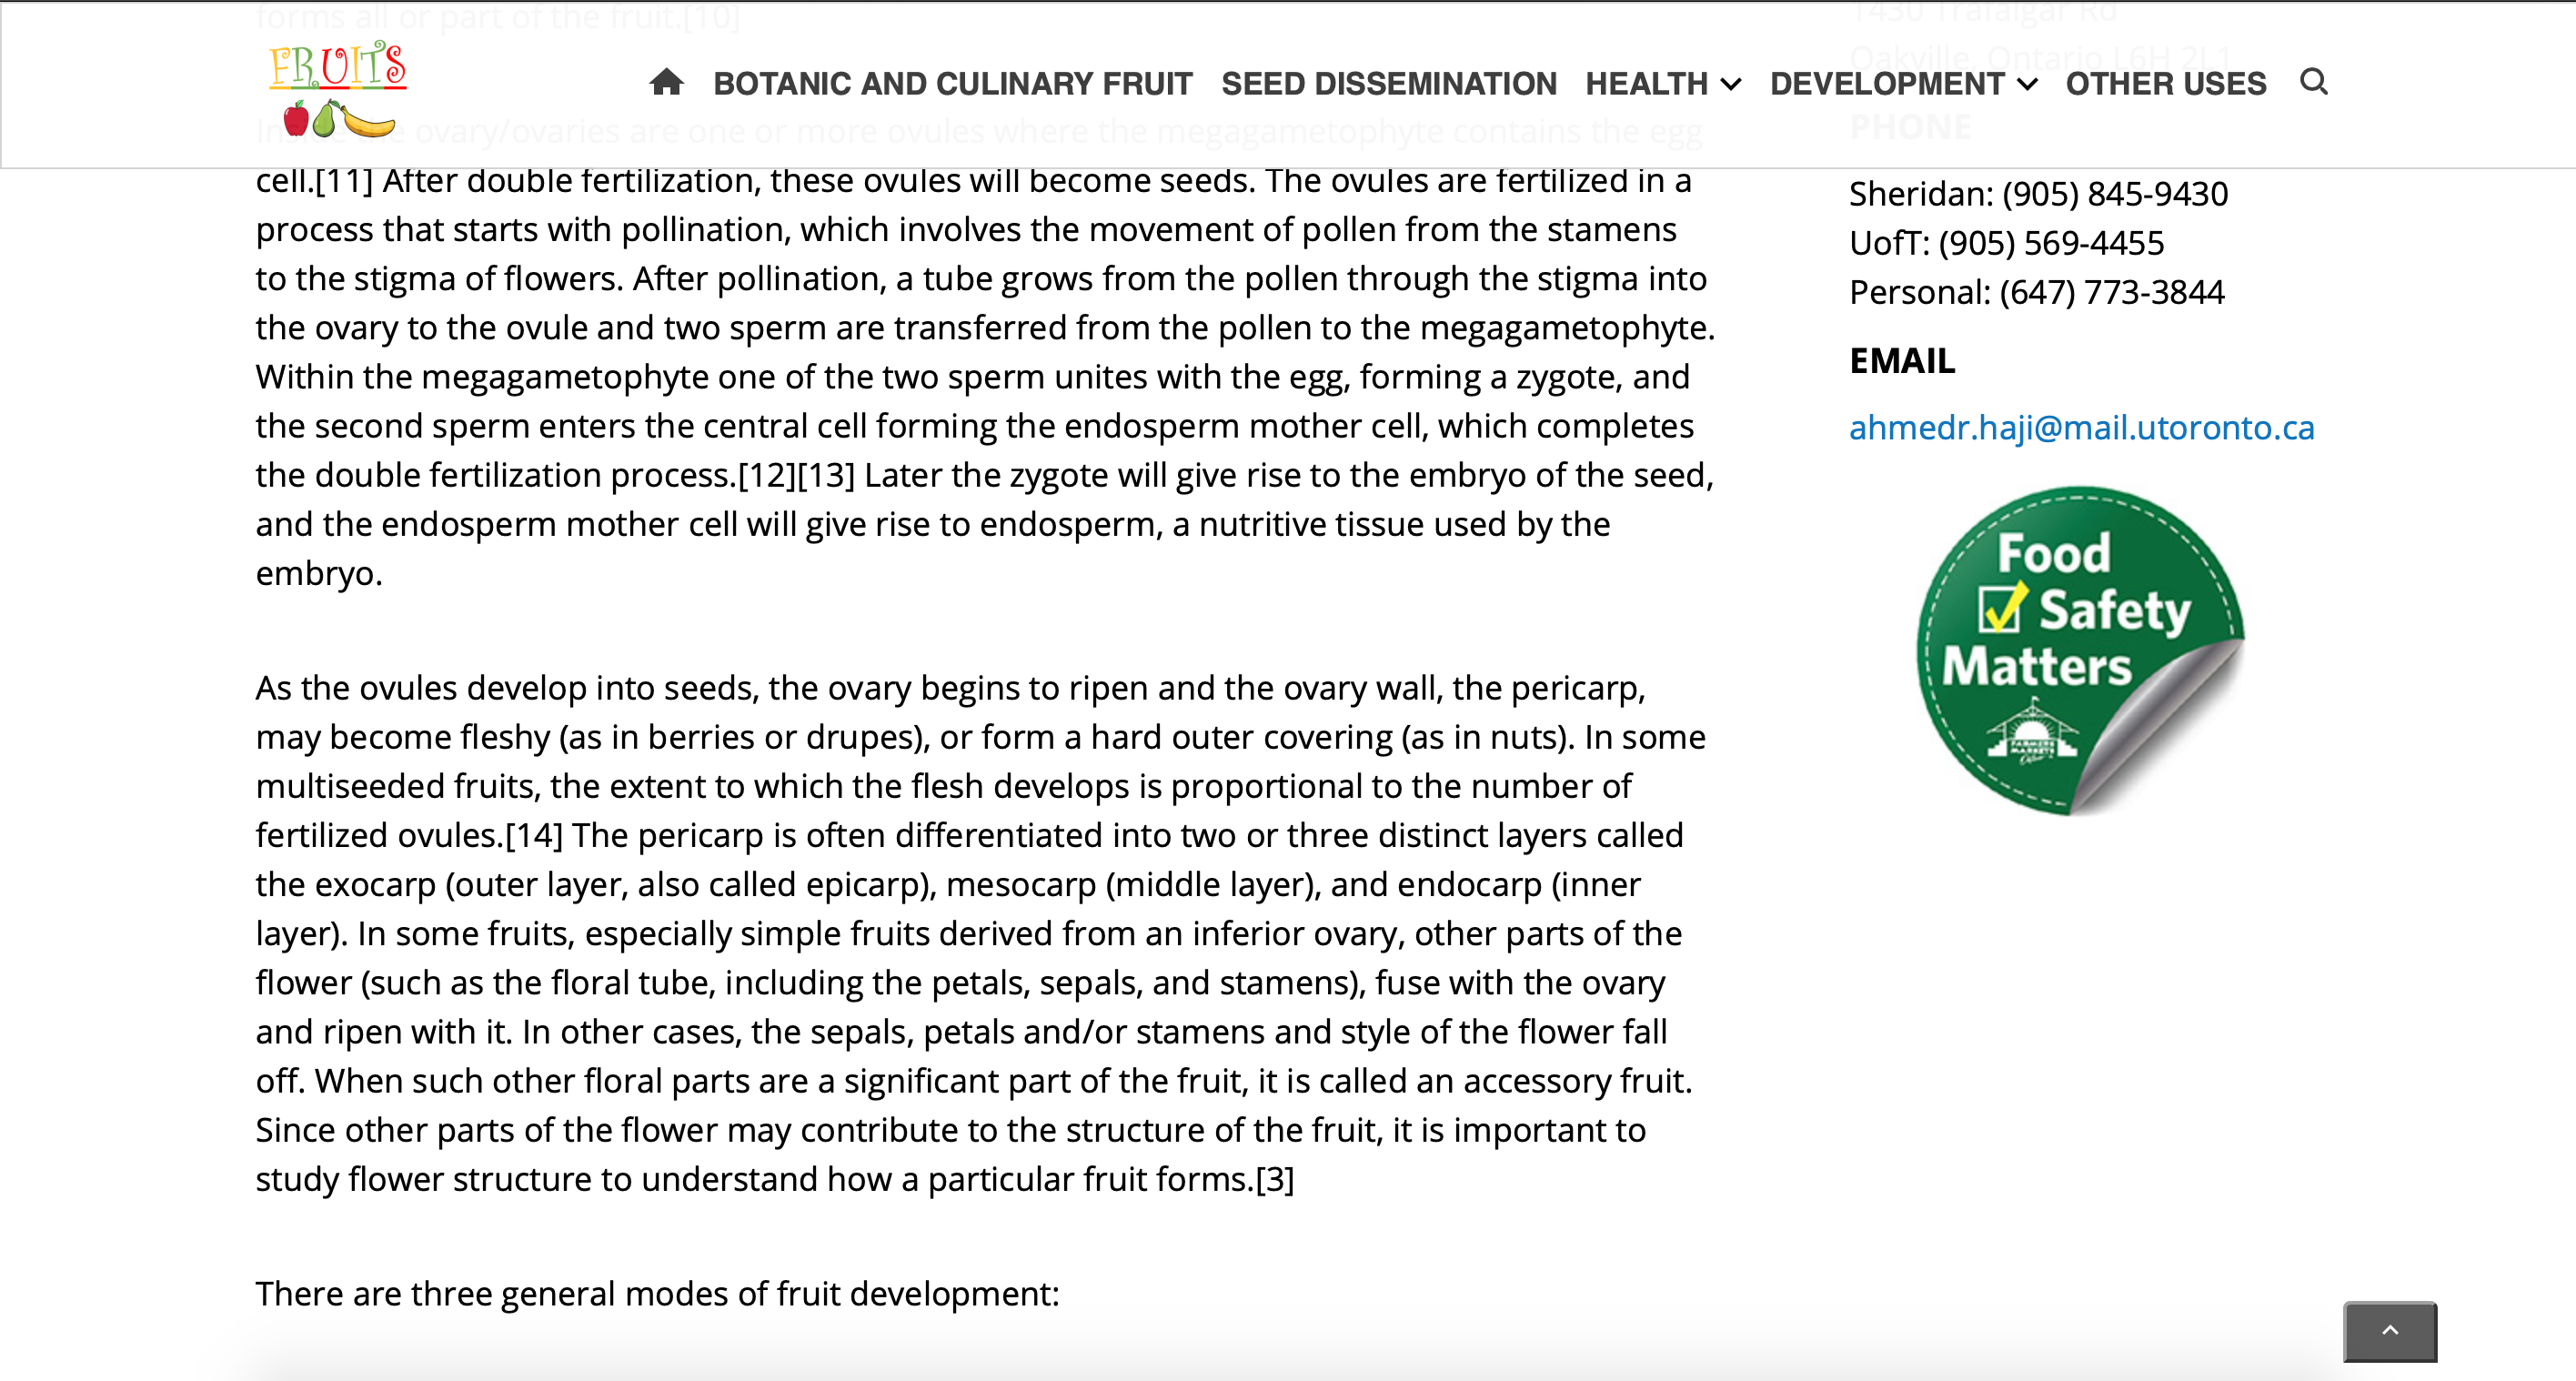 forms all or part of the fruit.[10]
FRUITS
BOTANIC AND CULINARY FRUIT SEED DISSEMINATION HEALTH DEVELOPMENT OTHER USES
Inside the ovary/ovaries are one or more ovules where the megagametophyte contains the egg
cell.[11] After double fertilization, these ovules will become seeds. The ovules are fertilized in a
process that starts with pollination, which involves the movement of pollen from the stamens
to the stigma of flowers. After pollination, a tube grows from the pollen through the stigma into
the ovary to the ovule and two sperm are transferred from the pollen to the megagametophyte.
Within the megagametophyte one of the two sperm unites with the egg, forming a zygote, and
the second sperm enters the central cell forming the endosperm mother cell, which completes
the double fertilization process.[12][13] Later the zygote will give rise to the embryo of the seed,
and the endosperm mother cell will give rise to endosperm, a nutritive tissue used by the
embryo.
As the ovules develop into seeds, the ovary begins to ripen and the ovary wall, the pericarp,
may become fleshy (as in berries or drupes), or form a hard outer covering (as in nuts). In some
multiseeded fruits, the extent to which the flesh develops is proportional to the number of
fertilized ovules.[14] The pericarp is often differentiated into two or three distinct layers called
the exocarp (outer layer, also called epicarp), mesocarp (middle layer), and endocarp (inner
layer). In some fruits, especially simple fruits derived from an inferior ovary, other parts of the
flower (such as the floral tube, including the petals, sepals, and stamens), fuse with the ovary
and ripen with it. In other cases, the sepals, petals and/or stamens and style of the flower fall
off. When such other floral parts are a significant part of the fruit, it is called an accessory fruit.
Since other parts of the flower may contribute to the structure of the fruit, it is important to
study flower structure to understand how a particular fruit forms.[3]
There are three general modes of fruit development:
1430 Trafalgar Rd
Oakville, Ontario L6H 2L1
PHONE
Sheridan: (905) 845-9430
UofT: (905) 569-4455
Personal: (647) 773-3844
EMAIL
ahmedr.haji@mail.utoronto.ca
Food
Safety
Matters
FARMERS
MARKETS